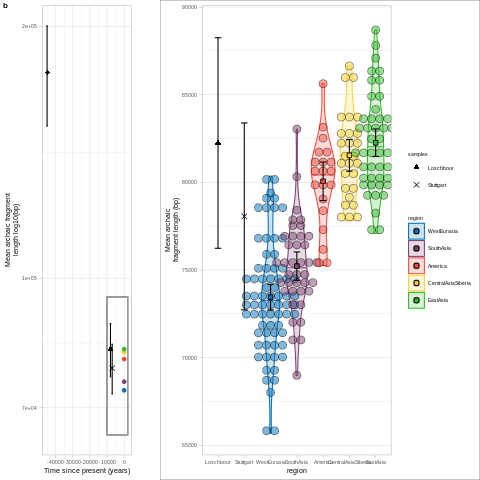 b
2e+05
1e+05
7e+04
Mean archaic fragment
length log10(bp)
-40000 -30000 -20000 -10000 0
Time since present (years)
90000
85000
80000
75000
70000
65000
Mean archaic
fragment length (bp)
Loschbour Stuttgart WestEurasia SouthAsia America CentralAsiaSiberia EastAsia
region
samples
Loschbour
Stuttgart
region
WestEurasia
SouthAsia
America
CentralAsiaSiberia
EastAsia